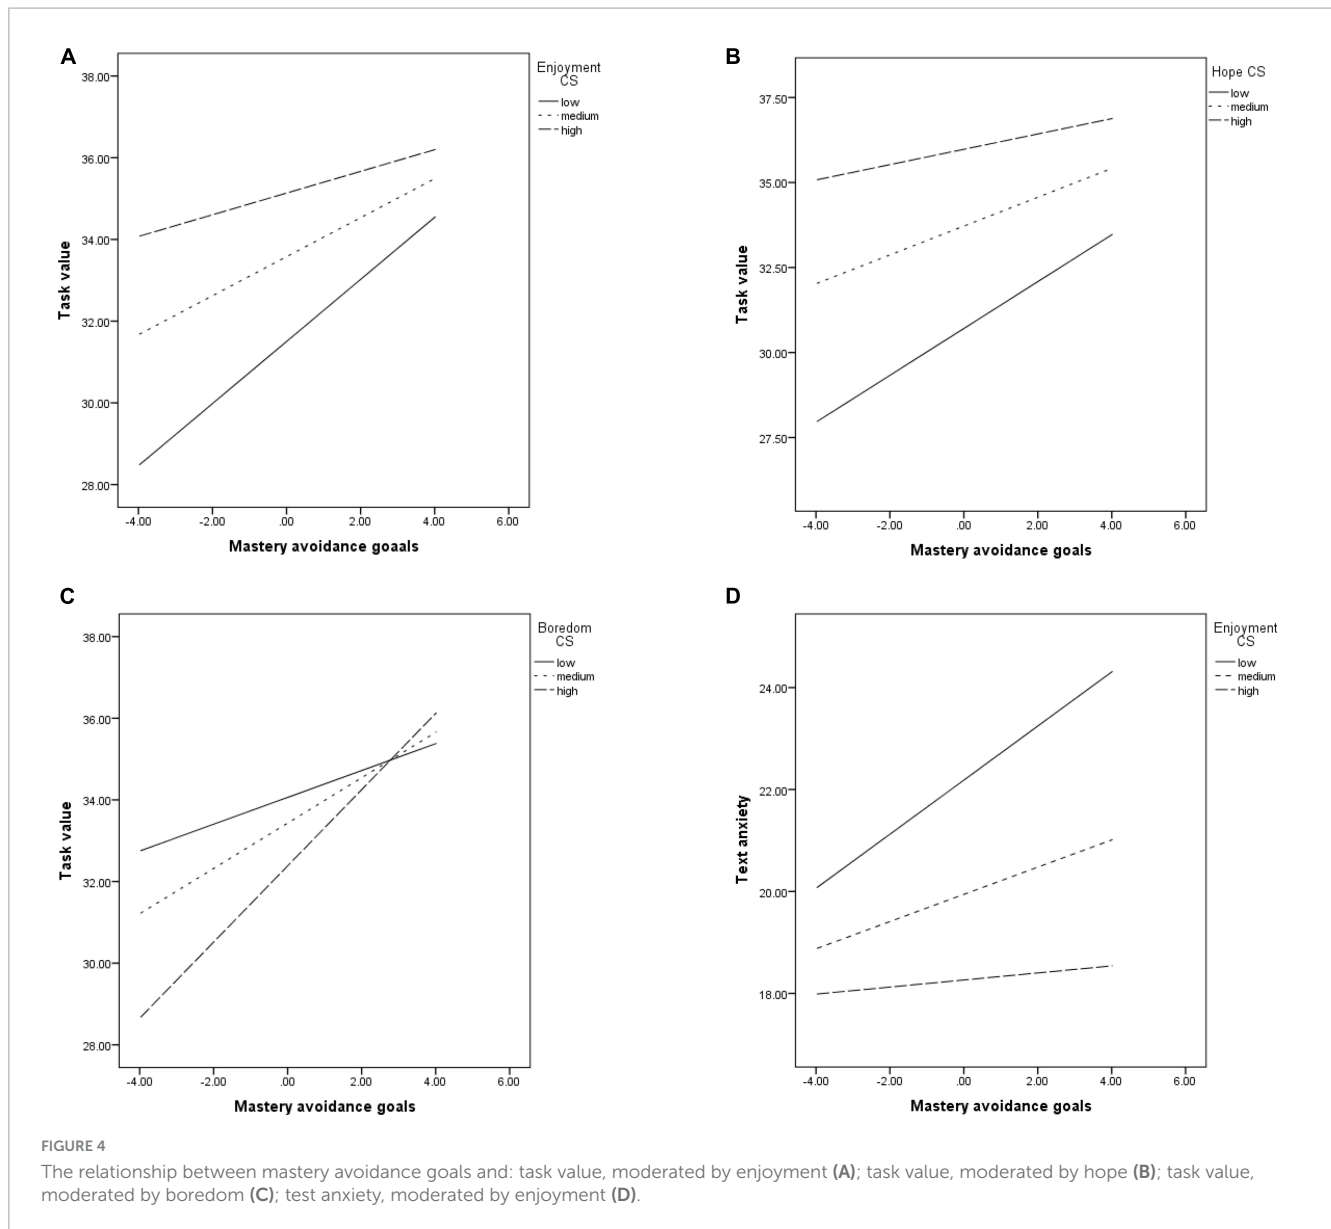 A
Enjoyment
CS
low
medium
high
38.00
36.00
34.00
32.00
30.00
28.00
Task value
-4.00
-2.00
.00
2.00
4.00
6.00
Mastery avoidance goaals
B
Hope CS
low
medium
high
37.50
35.00
32.50
30.00
27.50
Task value
-4.00
-2.00
.00
2.00
4.00
6.00
Mastery avoidance goals
C
Boredom
CS
low
medium
high
38.00
36.00
34.00
32.00
30.00
28.00
Task value
-4.00
-2.00
.00
2.00
4.00
6.00
Mastery avoidance goals
D
Enjoyment
CS
low
medium
high
24.00
22.00
20.00
18.00
Text anxiety
-4.00
-2.00
.00
2.00
4.00
6.00
Mastery avoidance goals
FIGURE 4
The relationship between mastery avoidance goals and: task value, moderated by enjoyment (A); task value, moderated by hope (B); task value,
moderated by boredom (C); test anxiety, moderated by enjoyment (D).